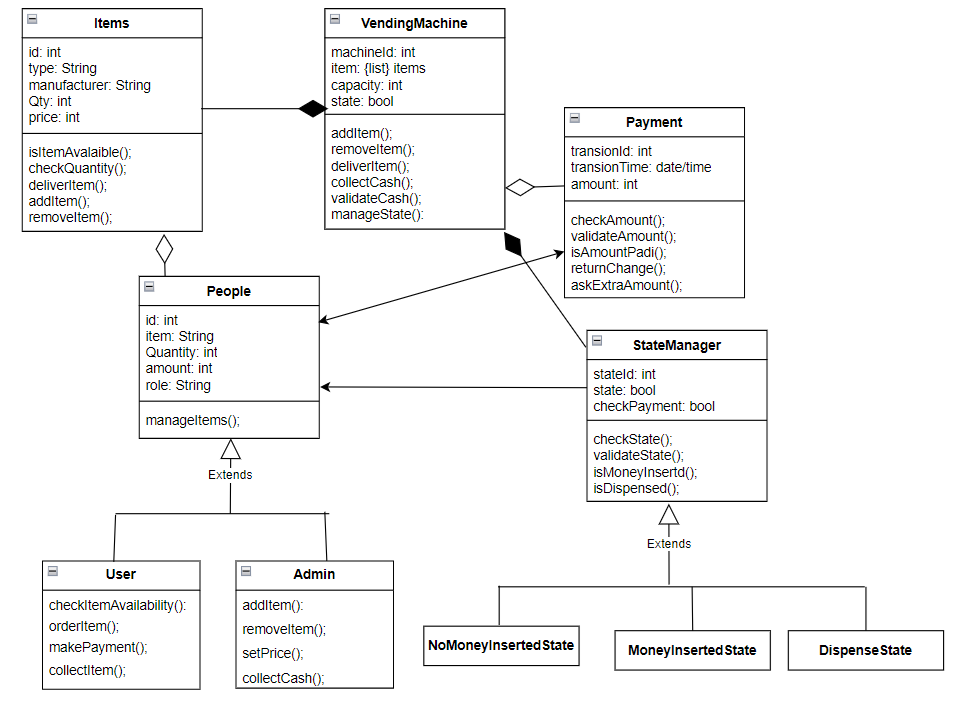 Items
id: int
type: String
manufacturer: String
Qty: int
price: int
isItemAvalaible();
checkQuantity();
deliverItem();
addItem();
removeItem();
VendingMachine
machineId: int
item: {list} items
capacity: int
state: bool
addItem();
removeItem();
deliverItem();
collectCash();
validateCash();
manageState():
Payment
transionId: int
transionTime: date/time
amount: int
checkAmount();
validateAmount();
isAmountPadi();
returnChange();
askExtraAmount();
People
id: int
item: String
Quantity: int
amount: int
role: String
manageItems();
StateManager
stateId: int
state: bool
checkPayment: bool
checkState();
validateState();
isMoneyInsertd();
isDispensed();
Extends
User
checkItemAvailability():
orderItem();
makePayment();
collectItem();
Admin
addItem():
removeItem();
setPrice();
collectCash();
Extends
NoMoneyInsertedState
MoneyInsertedState
DispenseState